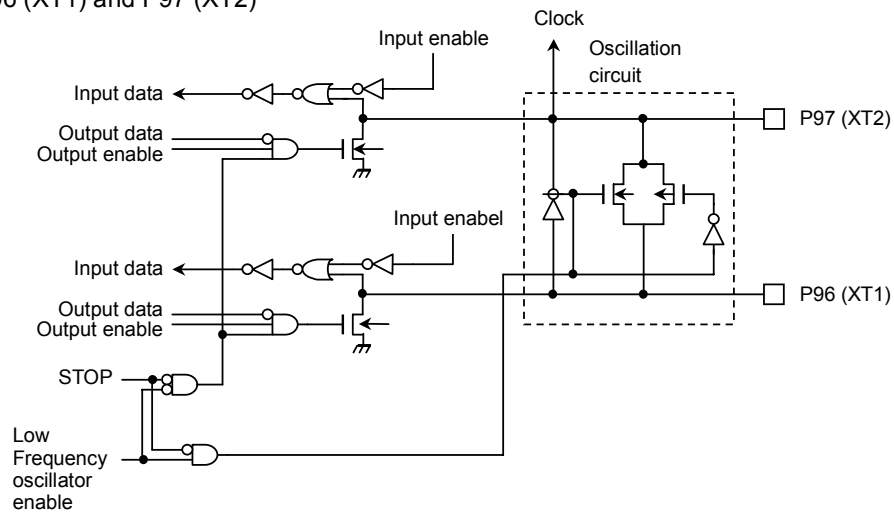 (XT1) and P97 (XT2)
Clock
Input enable
Oscillation
circuit
Input data
P97 (XT2)
Output data
Output enable
Input enabel
Input data
P96 (XT1)
Output data
Output enable
STOP
Low
Frequency
oscillator
enable